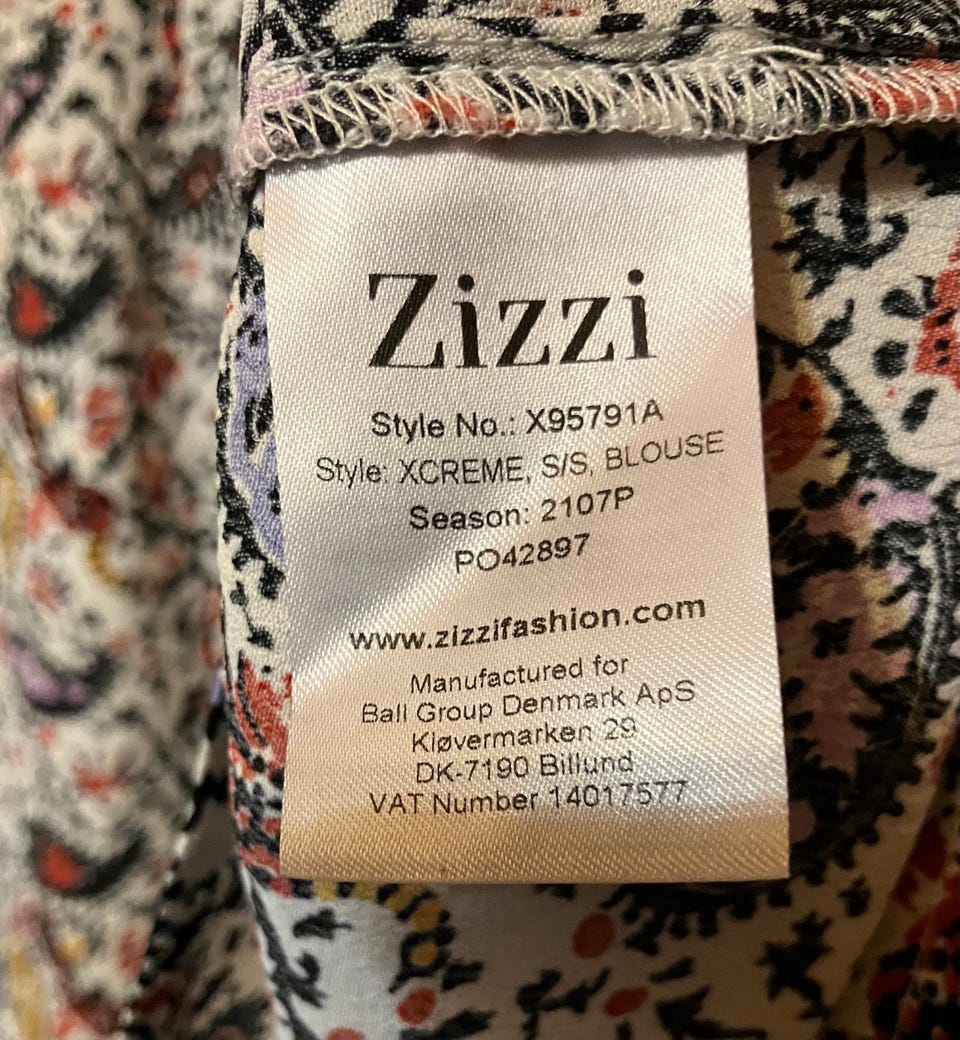 Zizzi
Style No.: X95791A
Style: XCREME, S/S, BLOUSE
Season: 2107P
PO42897
www.zizzifashion.com
Manufactured for
Ball Group Denmark ApS
Kløvermarken 29
DK-7190 Billund
VAT Number 14017577